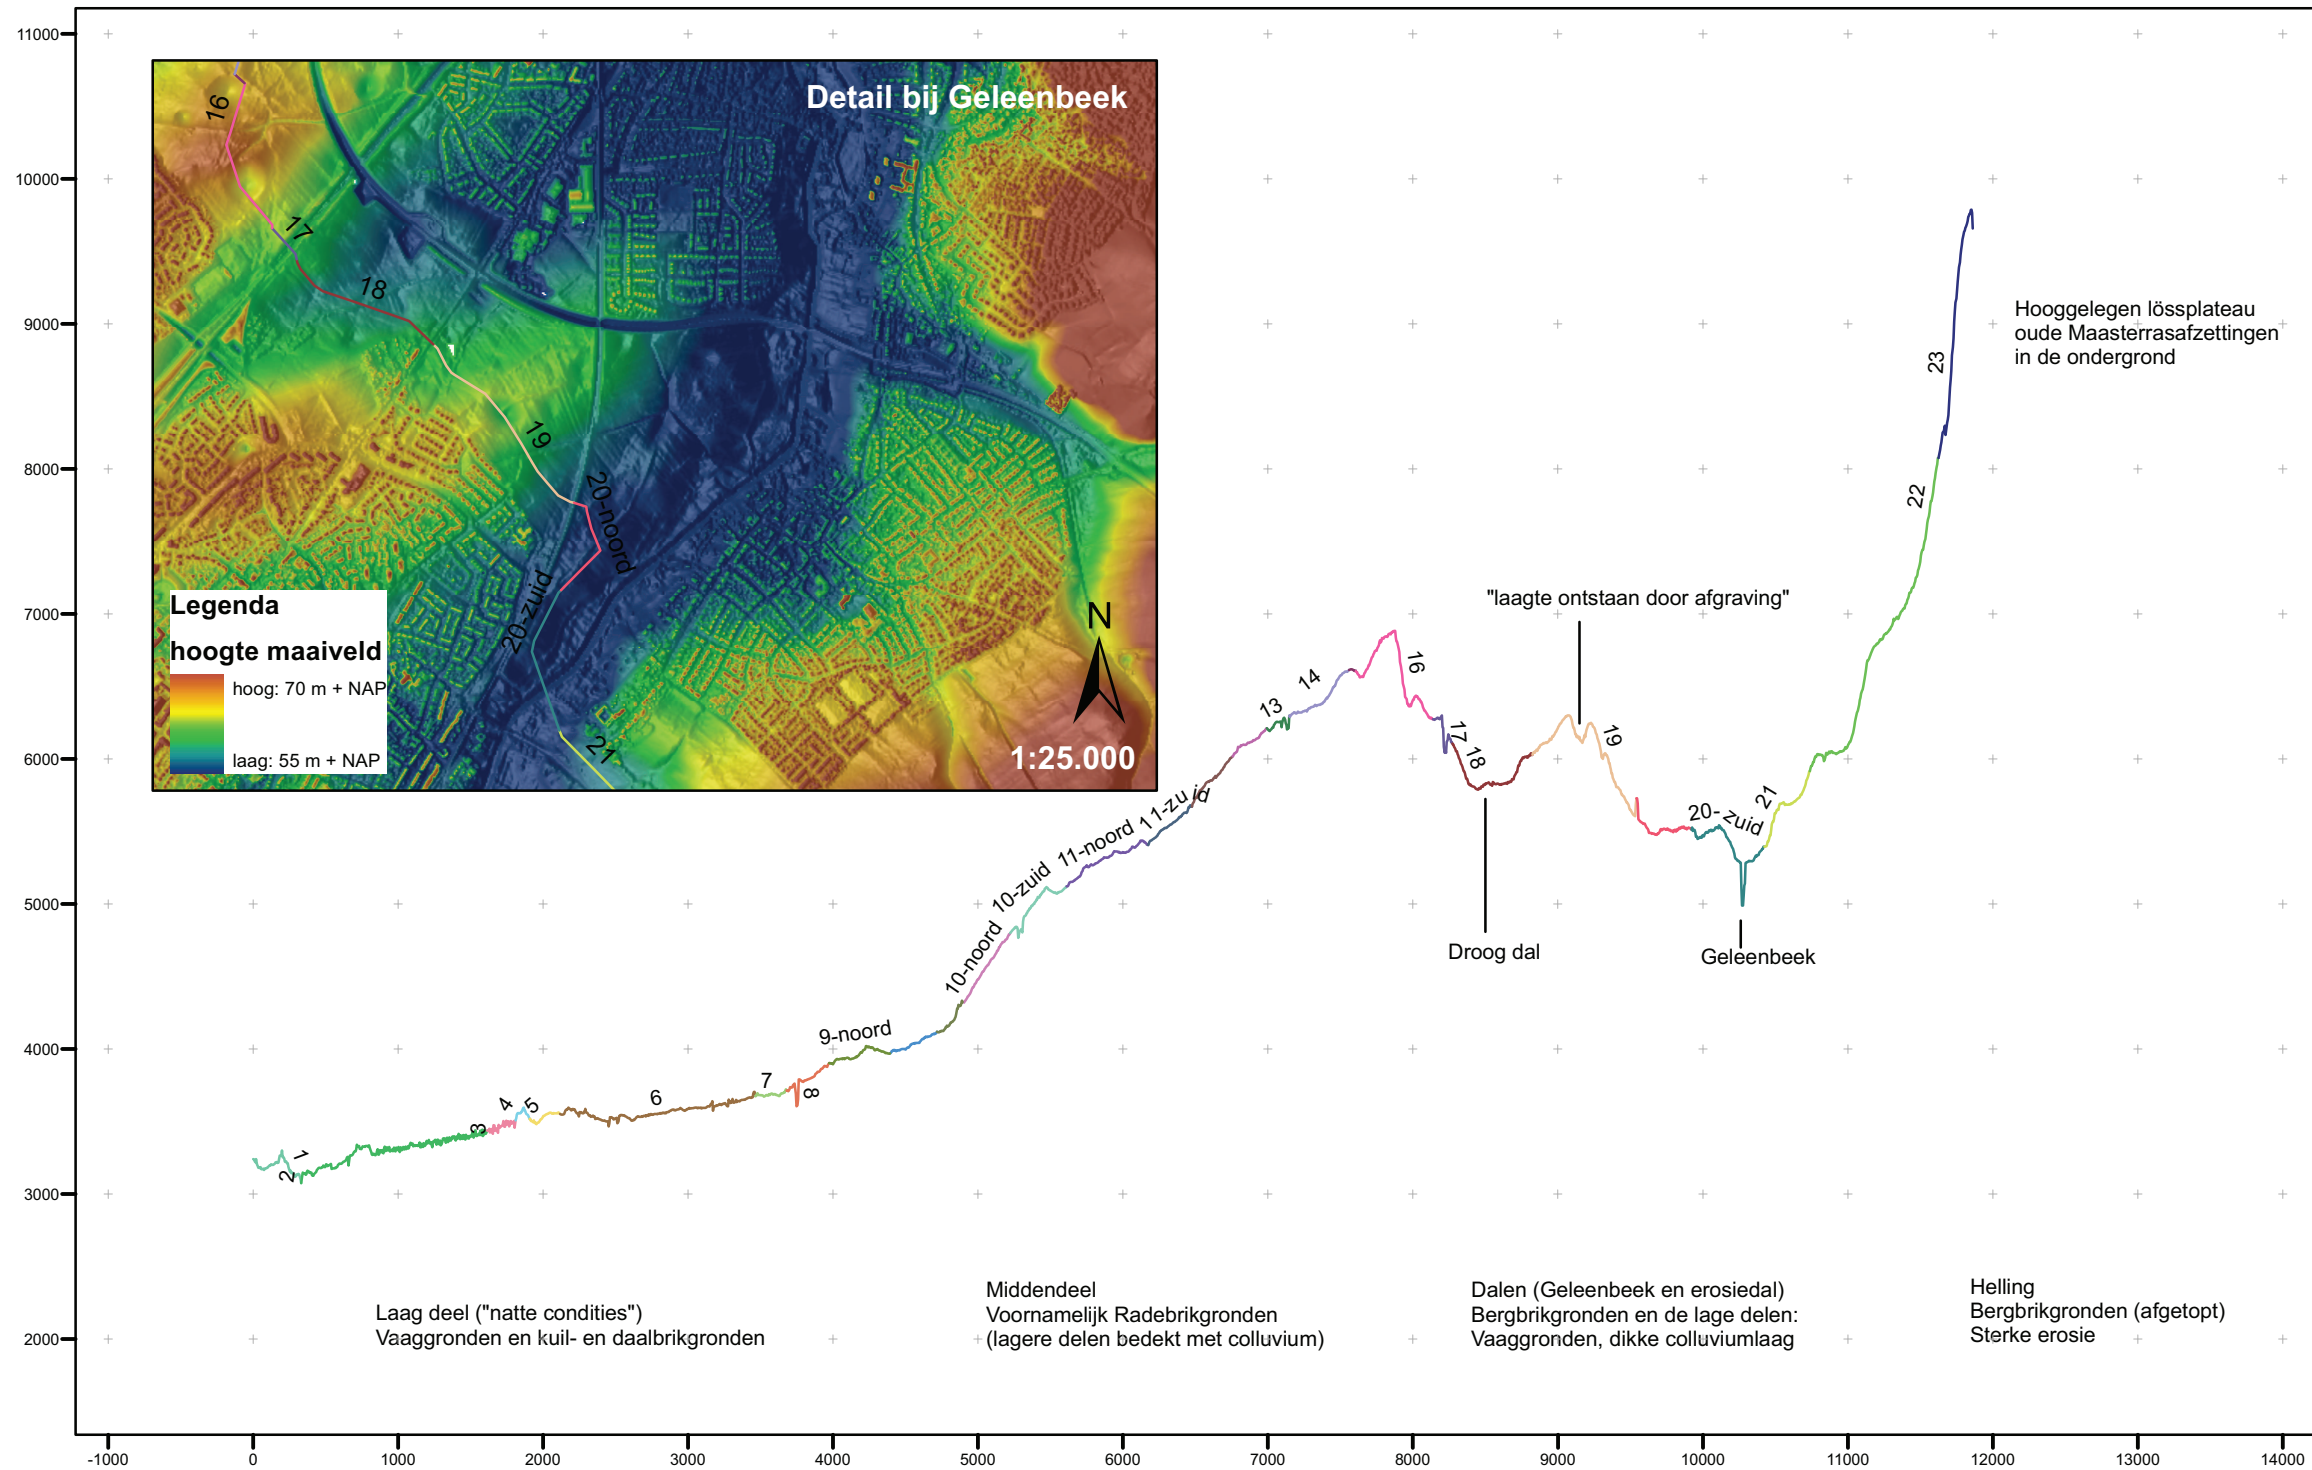 11000
10000
9000
8000
7000
6000
5000
4000
3000
2000
-1000
0
1000
2000
3000
4000
5000
6000
7000
8000
9000
10000
11000
12000
13000
14000
Detail bij Geleenbeek
16
17
18
19
20-noord
20-zuid
21
Legenda
hoogte maaiveld
hoog: 70 m + NAP
laag: 55 m + NAP
N
1:25.000
1
2
3
4
5
6
7
8
9-noord
10-noord
10-zuid
11-noord
11-zuid
13
14
16
17
18
19
20-zuid
21
22
23
"laagte ontstaan door afgraving"
Droog dal
Geleenbeek
Hooggelegen lössplateau
oude Maasterrasafzettingen
in de ondergrond
Laag deel ("natte condities")
Vaaggronden en kuil- en daalbrikgronden
Middendeel
Voornamelijk Radebrikgronden
(lagere delen bedekt met colluvium)
Dalen (Geleenbeek en erosiedal)
Bergbrikgronden en de lage delen:
Vaaggronden, dikke colluviumlaag
Helling
Bergbrikgronden (afgetopt)
Sterke erosie